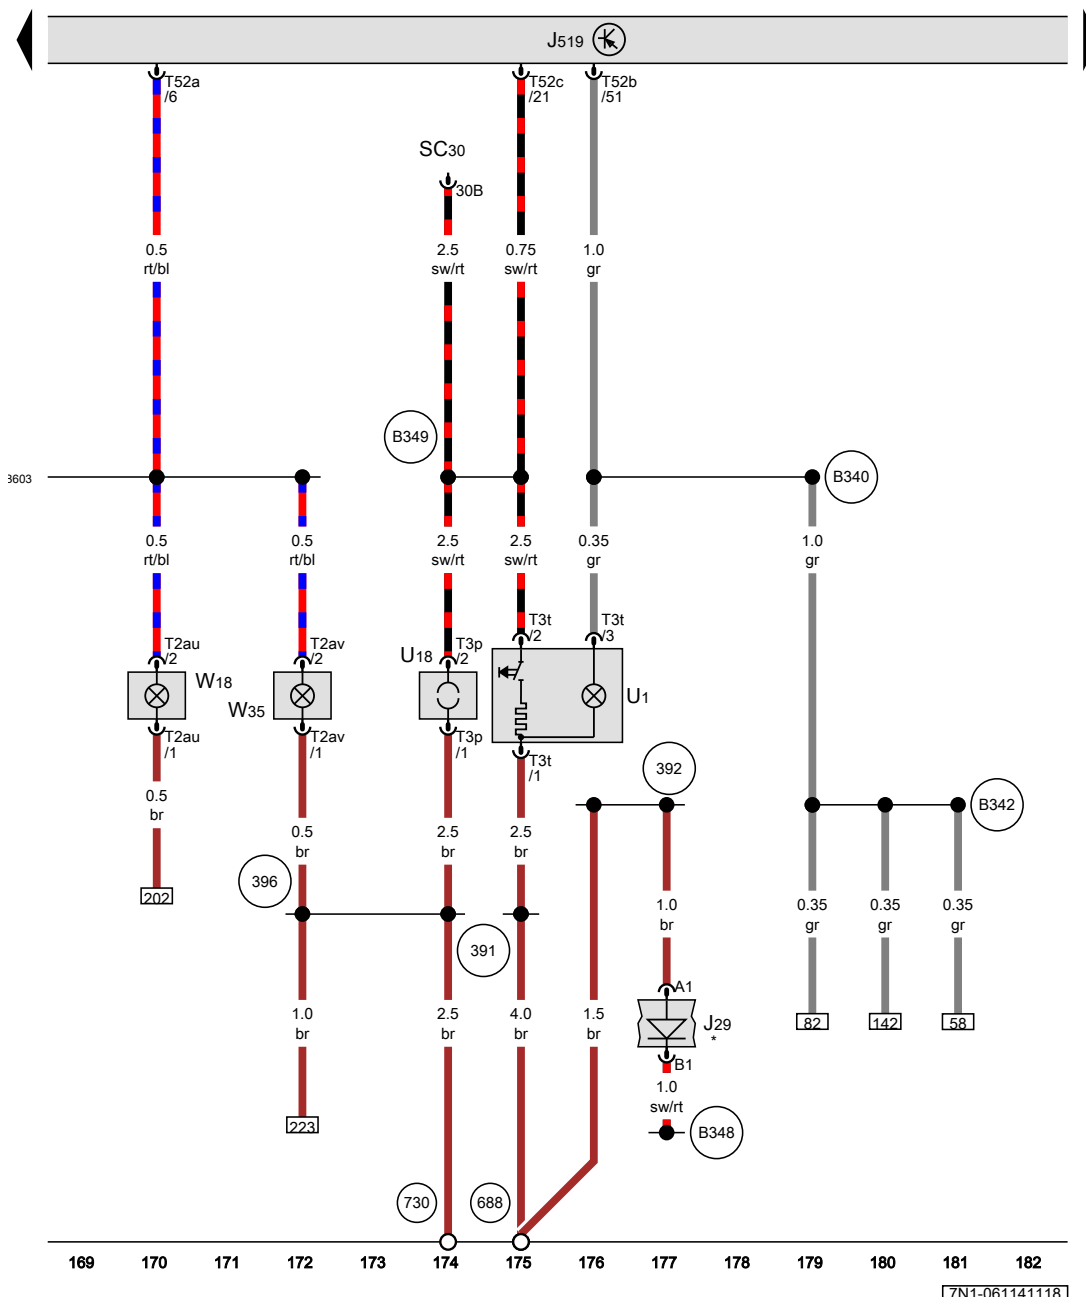 J519
T52a
/6
T52c
/21
T52b
/51
SC30
30B
0.5
rt/bl
2.5
sw/rt
0.75
sw/rt
1.0
gr
B349
3603
B340
0.5
rt/bl
0.5
rt/bl
2.5
sw/rt
2.5
sw/rt
0.35
gr
1.0
gr
T2au
/2
T2av
/2
U18
T3p
/2
T3t
/2
T3t
/3
W18
W35
U1
T2au
/1
T2av
/1
T3p
/1
T3t
/1
392
0.5
br
B342
0.5
br
2.5
br
2.5
br
396
202
391
1.0
br
0.35
gr
0.35
gr
0.35
gr
A1
1.0
br
2.5
br
4.0
br
1.5
br
J29
*
82
142
58
B1
1.0
sw/rt
223
B348
730
688
169 170 171 172 173 174 175 176 177 178 179 180 181 182
7N1-061141118